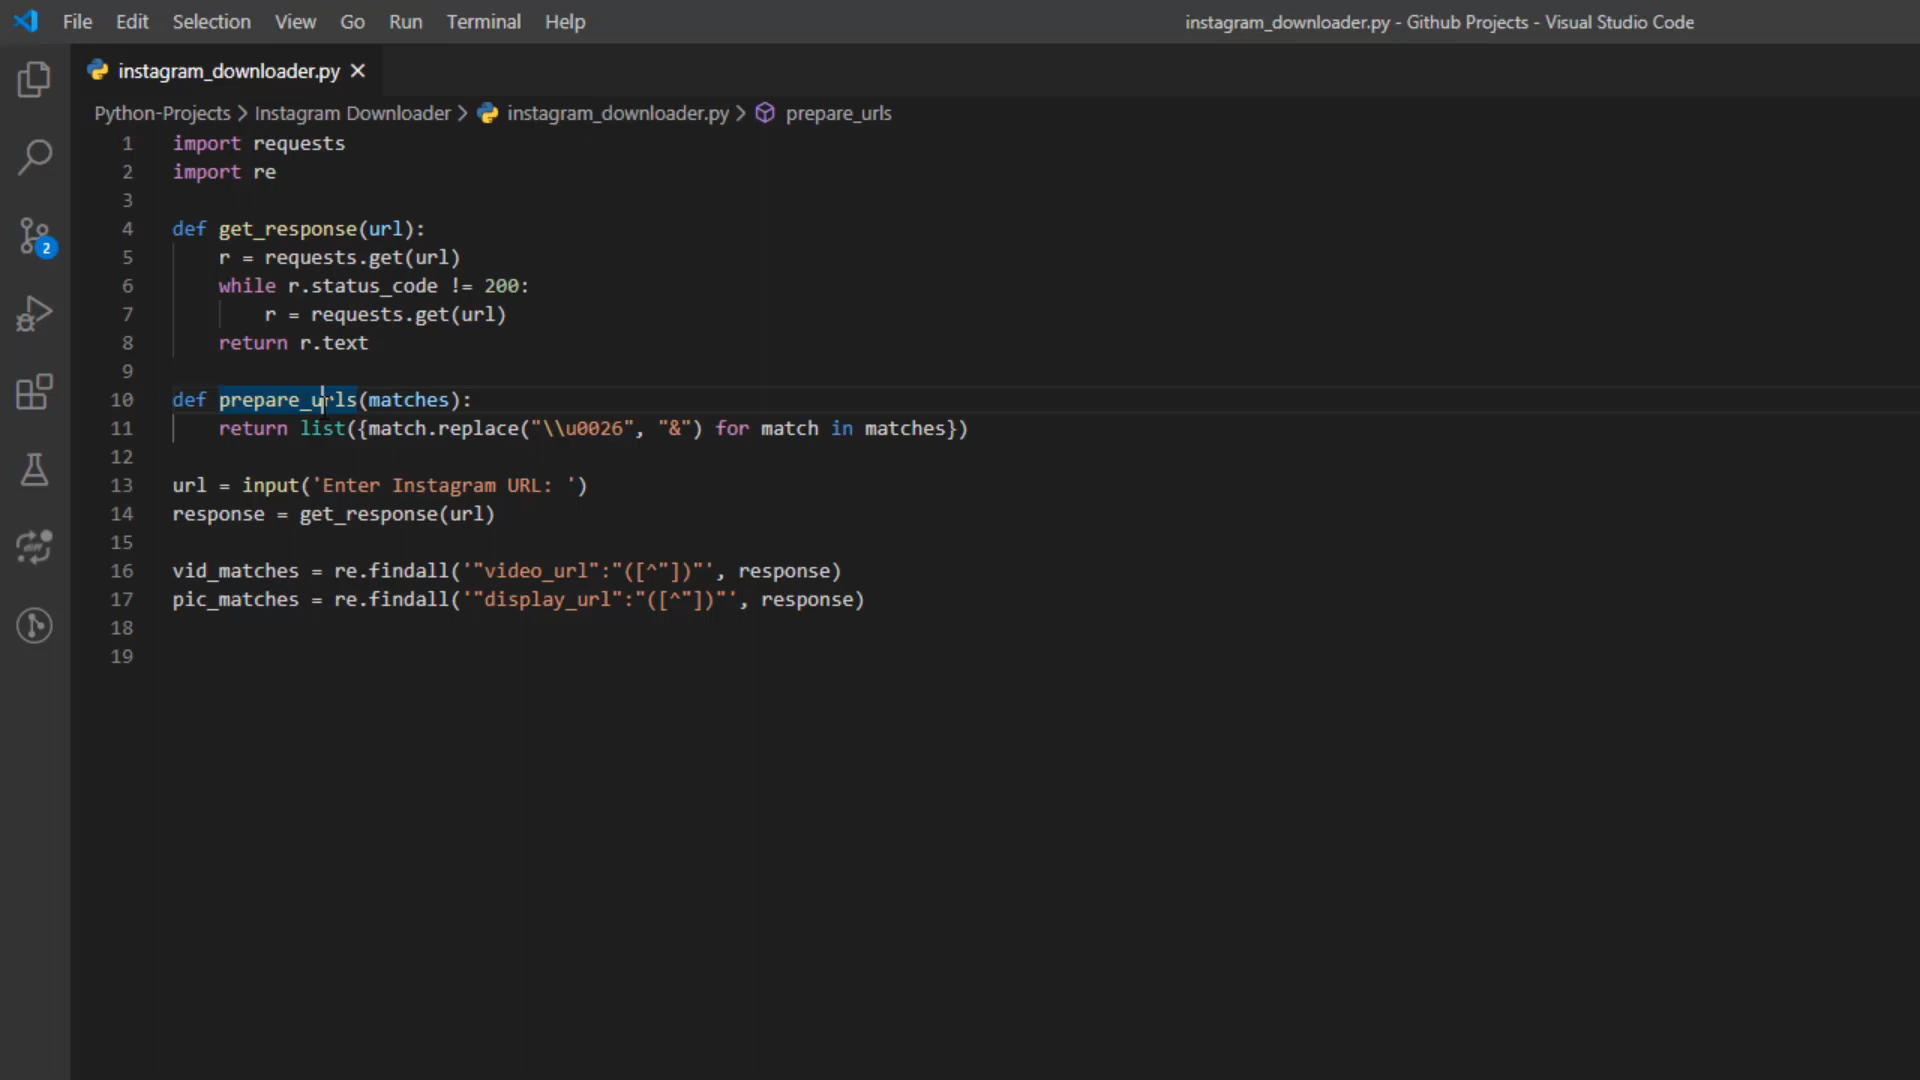 File Edit Selection View Go Run Terminal Help instagram_downloader.py - Github Projects - Visual Studio Code
instagram_downloader.py
Python-Projects > Instagram Downloader > instagram_downloader.py > prepare_urls
1 import requests
2 import re
3
4 def get_response(url):
5     r = requests.get(url)
6     while r.status_code != 200:
7         r = requests.get(url)
8     return r.text
9
10 def prepare_urls(matches):
11     return list({match.replace("\\u0026", "&") for match in matches})
12
13 url = input('Enter Instagram URL: ')
14 response = get_response(url)
15
16 vid_matches = re.findall('"video_url":"([^"])"', response)
17 pic_matches = re.findall('"display_url":"([^"])"', response)
18
19
2